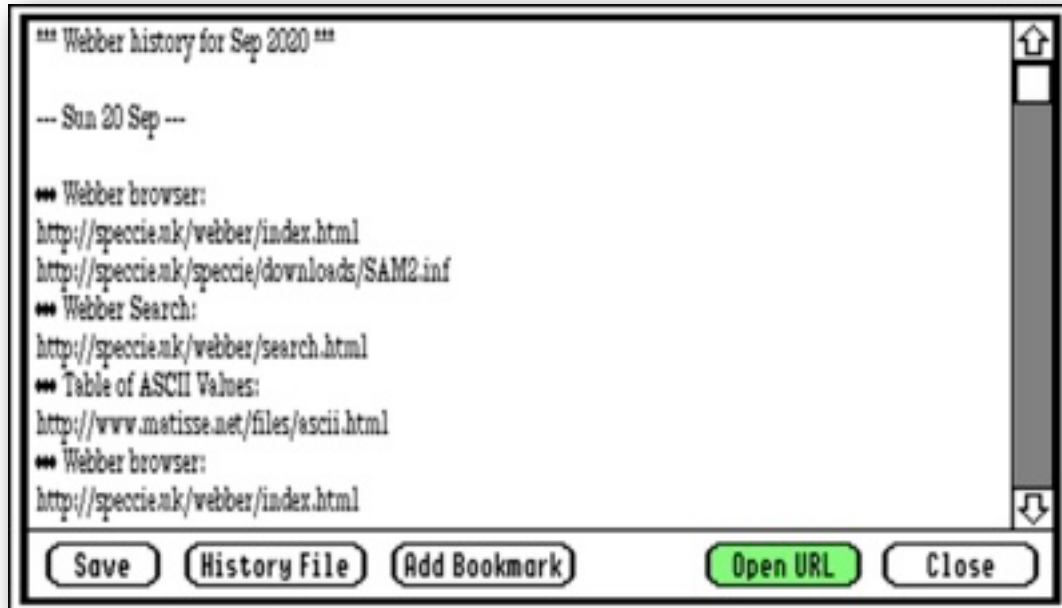 *** Webber history for Sep 2020 ***
--- Sun 20 Sep ---
♦♦♦ Webber browser:
http://speccie.uk/webber/index.html
http://speccie.uk/speccie/downloads/SAM2.inf
♦♦♦ Webber Search:
http://speccie.uk/webber/search.html
♦♦♦ Table of ASCII Values:
http://www.matisse.net/files/ascii.html
♦♦♦ Webber browser:
http://speccie.uk/webber/index.html
Save History File Add Bookmark Open URL Close